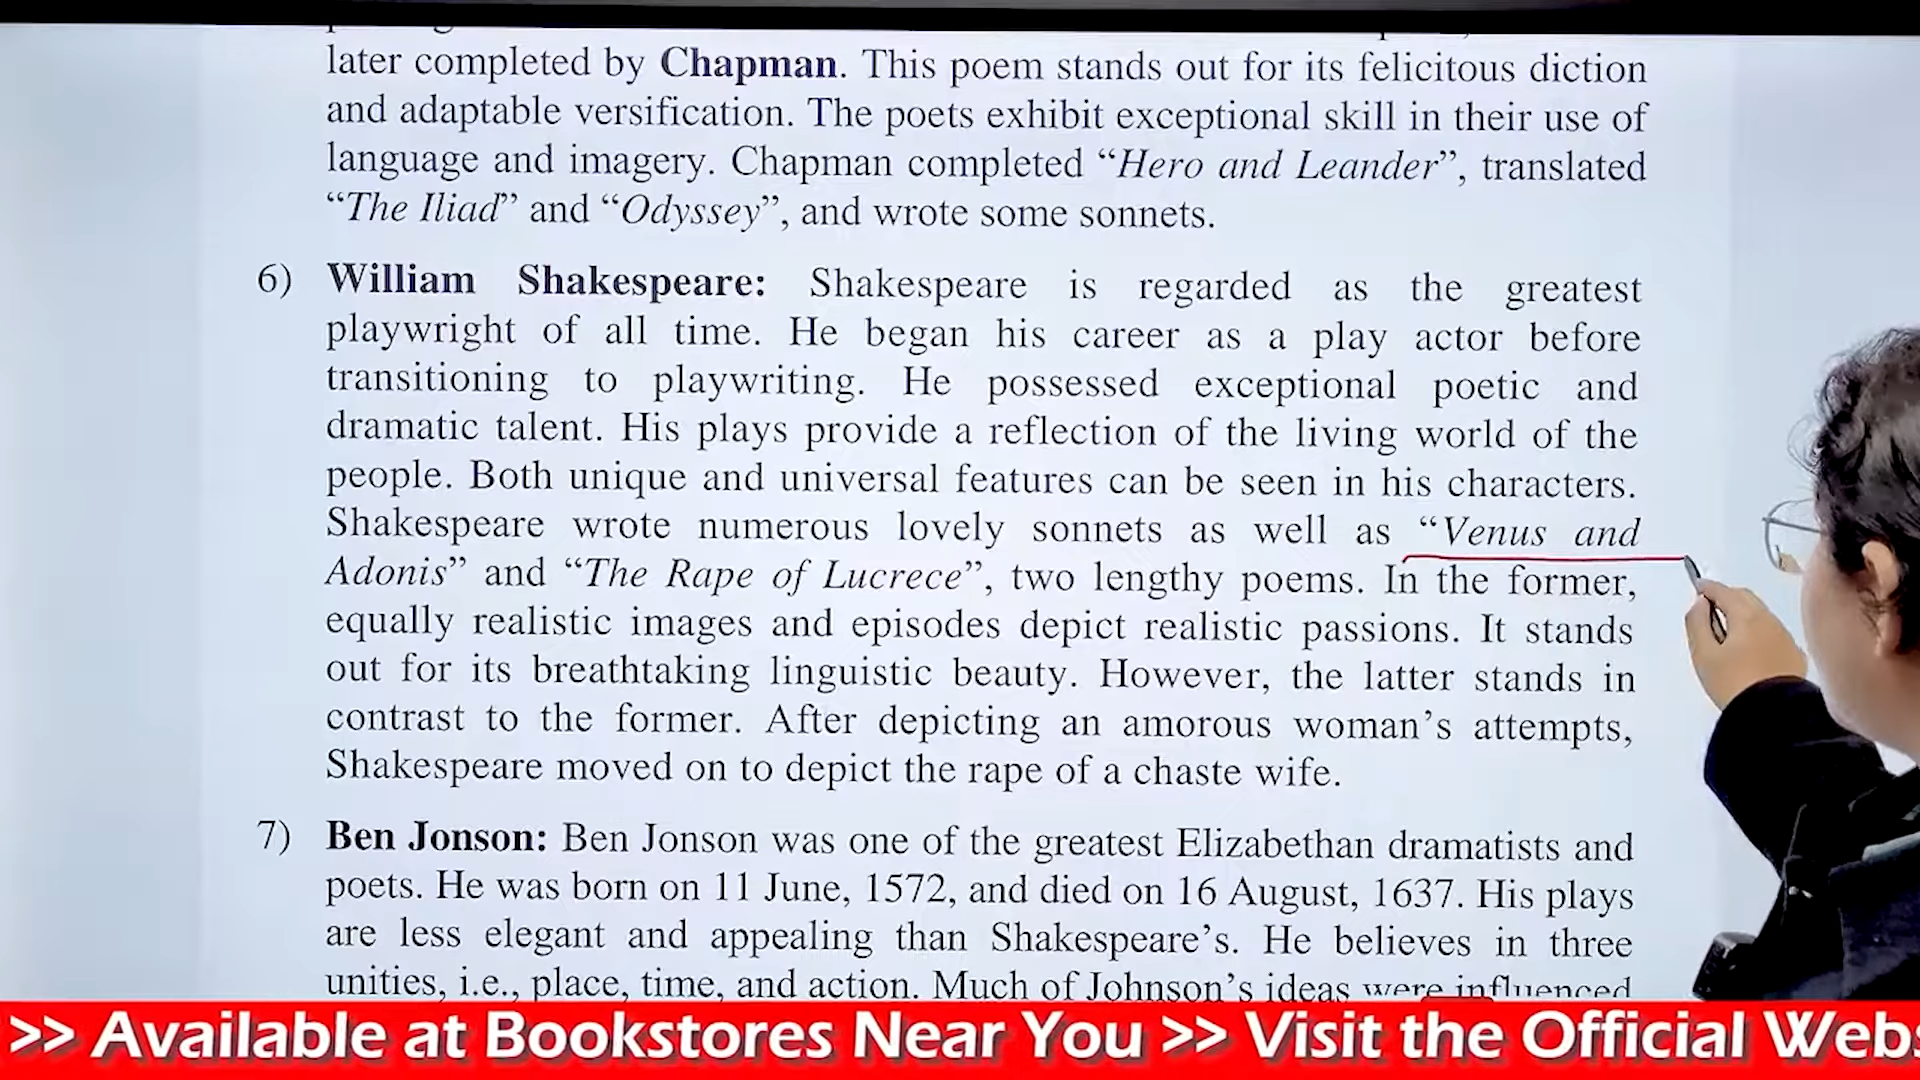 later completed by Chapman. This poem stands out for its felicitous diction
and adaptable versification. The poets exhibit exceptional skill in their use of
language and imagery. Chapman completed “Hero and Leander”, translated
“The Iliad” and “Odyssey”, and wrote some sonnets.
6) William Shakespeare: Shakespeare is regarded as the greatest
playwright of all time. He began his career as a play actor before
transitioning to playwriting. He possessed exceptional poetic and
dramatic talent. His plays provide a reflection of the living world of the
people. Both unique and universal features can be seen in his characters.
Shakespeare wrote numerous lovely sonnets as well as “Venus and
Adonis” and “The Rape of Lucrece”, two lengthy poems. In the former,
equally realistic images and episodes depict realistic passions. It stands
out for its breathtaking linguistic beauty. However, the latter stands in
contrast to the former. After depicting an amorous woman’s attempts,
Shakespeare moved on to depict the rape of a chaste wife.
7) Ben Jonson: Ben Jonson was one of the greatest Elizabethan dramatists and
poets. He was born on 11 June, 1572, and died on 16 August, 1637. His plays
are less elegant and appealing than Shakespeare’s. He believes in three
unities, i.e., place, time, and action. Much of Johnson’s ideas were influenced
>> Available at Bookstores Near You >> Visit the Official Webs